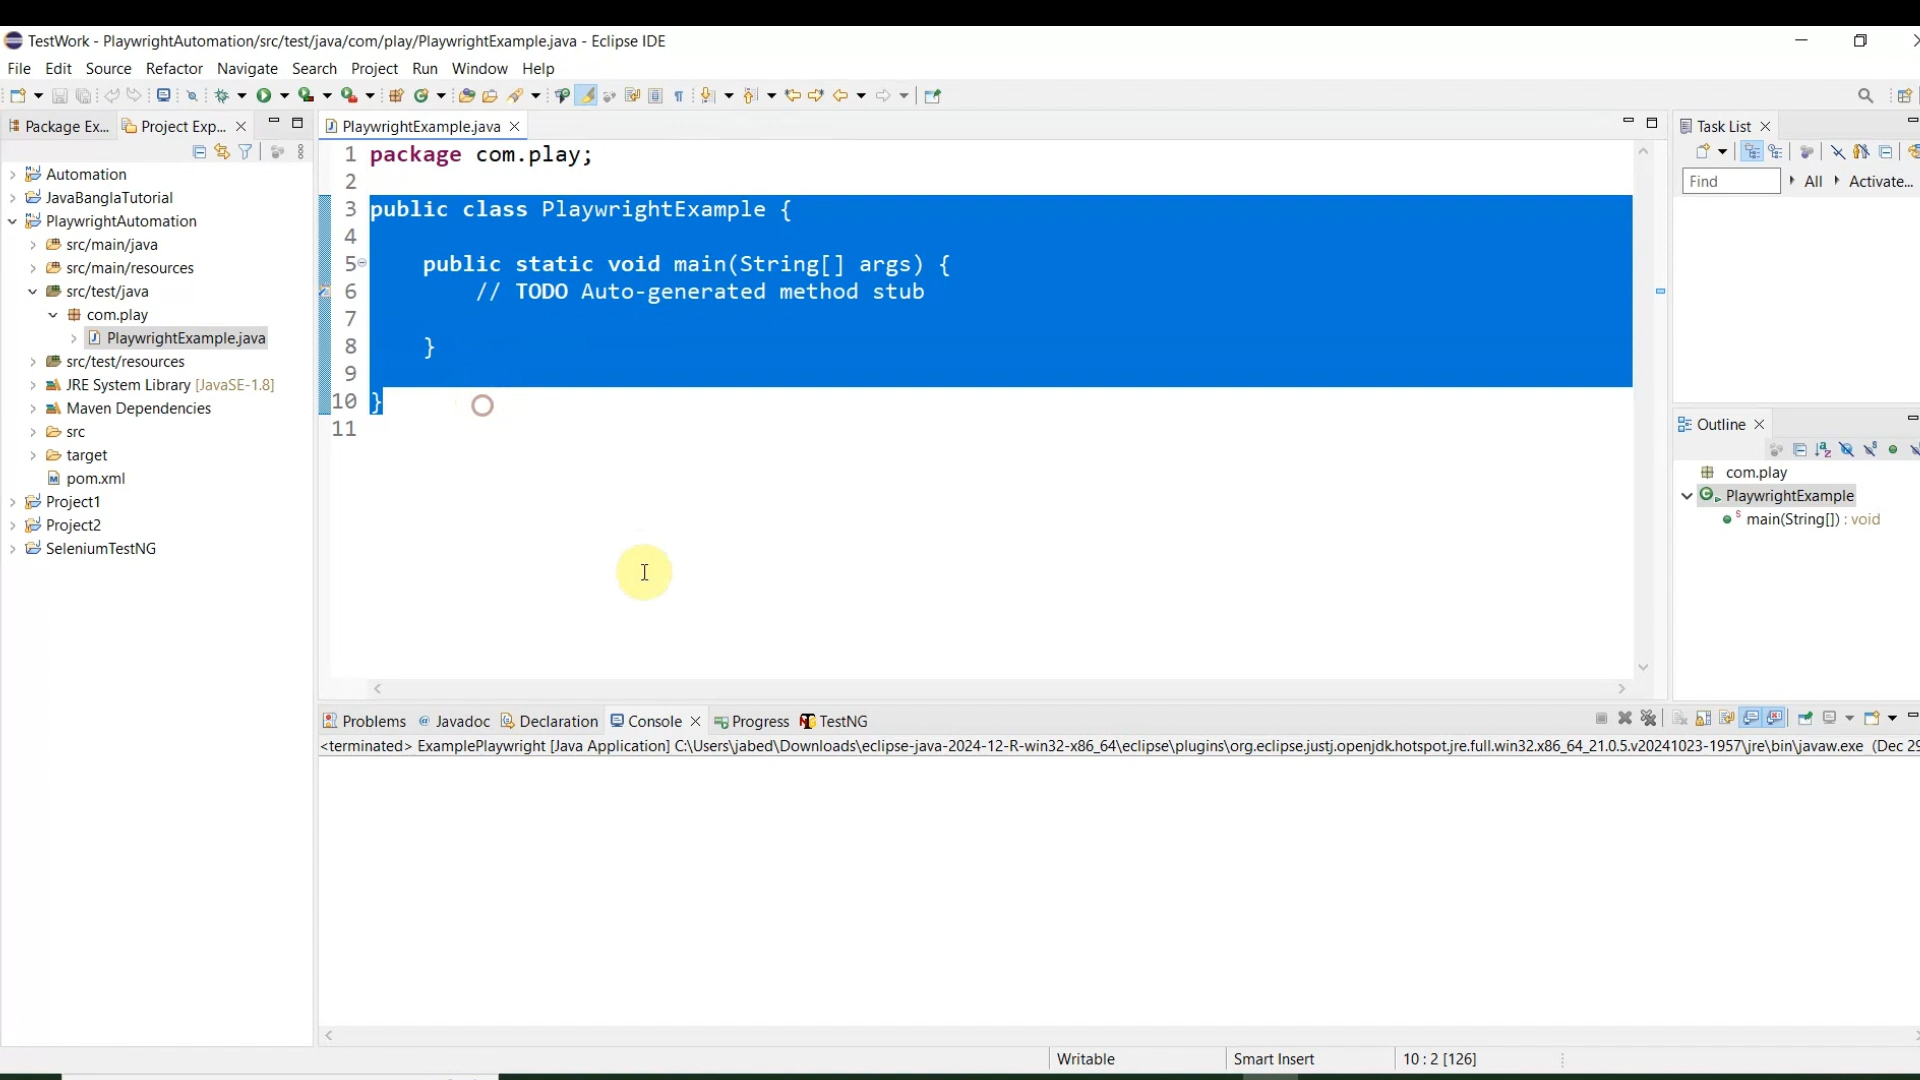 TestWork - PlaywrightAutomation/src/test/java/com/play/PlaywrightExample.java - Eclipse IDE
File Edit Source Refactor Navigate Search Project Run Window Help
Package Ex... Project Exp... PlaywrightExample.java Task List
Automation
JavaBanglaTutorial
PlaywrightAutomation
src/main/java
src/main/resources
src/test/java
com.play
PlaywrightExample.java
src/test/resources
JRE System Library [JavaSE-1.8]
Maven Dependencies
src
target
pom.xml
Project1
Project2
SeleniumTestNG
1 package com.play;
2
3 public class PlaywrightExample {
4
5 public static void main(String[] args) {
6 // TODO Auto-generated method stub
7
8 }
9
10 }
11
Find All Activate...
Outline
com.play
PlaywrightExample
main(String[]) : void
Problems Javadoc Declaration Console Progress TestNG
<terminated> ExamplePlaywright [Java Application] C:\Users\jabed\Downloads\eclipse-java-2024-12-R-win32-x86_64\eclipse\plugins\org.eclipse.justj.openjdk.hotspot.jre.full.win32.x86_64_21.0.5.v20241023-1957\jre\bin\javaw.exe (Dec 29
Writable Smart Insert 10 : 2 [126]